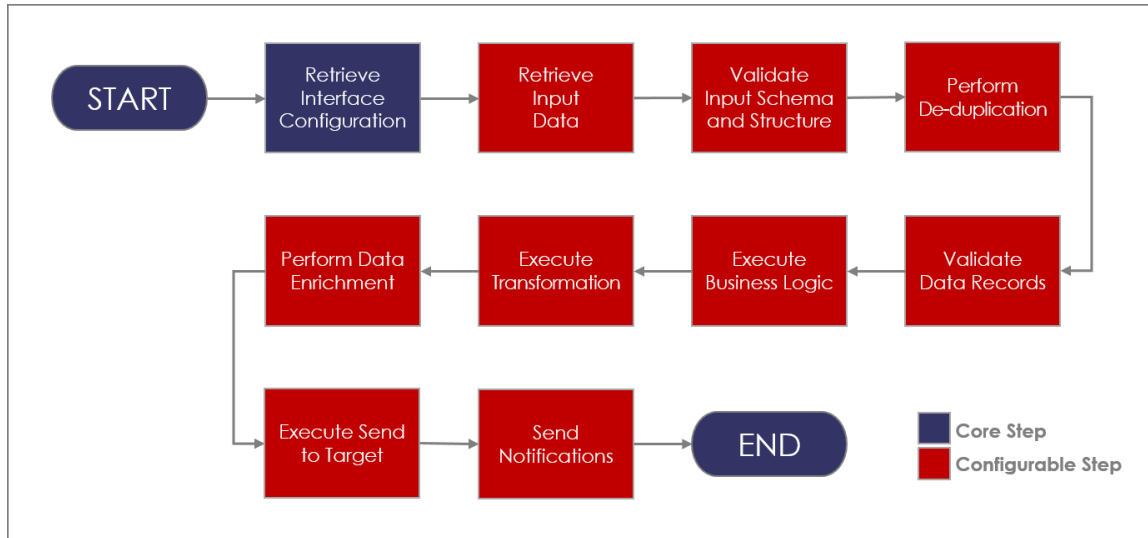 START
Retrieve
Interface
Configuration
Retrieve
Input
Data
Validate
Input Schema
and Structure
Perform
De-duplication
Validate
Data Records
Execute
Business Logic
Execute
Transformation
Perform Data
Enrichment
Execute Send
to Target
Send
Notifications
END
Core Step
Configurable Step